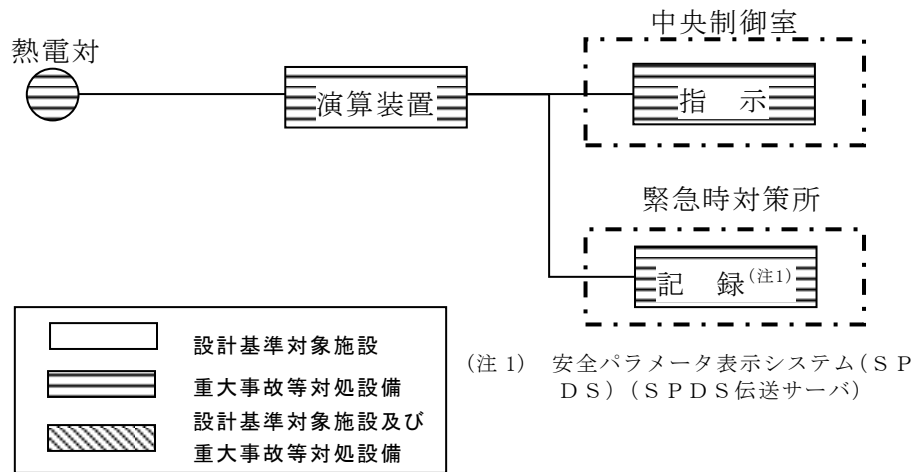 中央制御室
熱電対
演算装置
指　示
緊急時対策所
記　録(注1)
設計基準対象施設
重大事故等対処設備
設計基準対象施設及び
重大事故等対処設備
(注１)　安全パラメータ表示システム(ＳＰ
ＤＳ)(ＳＰＤＳ伝送サーバ)